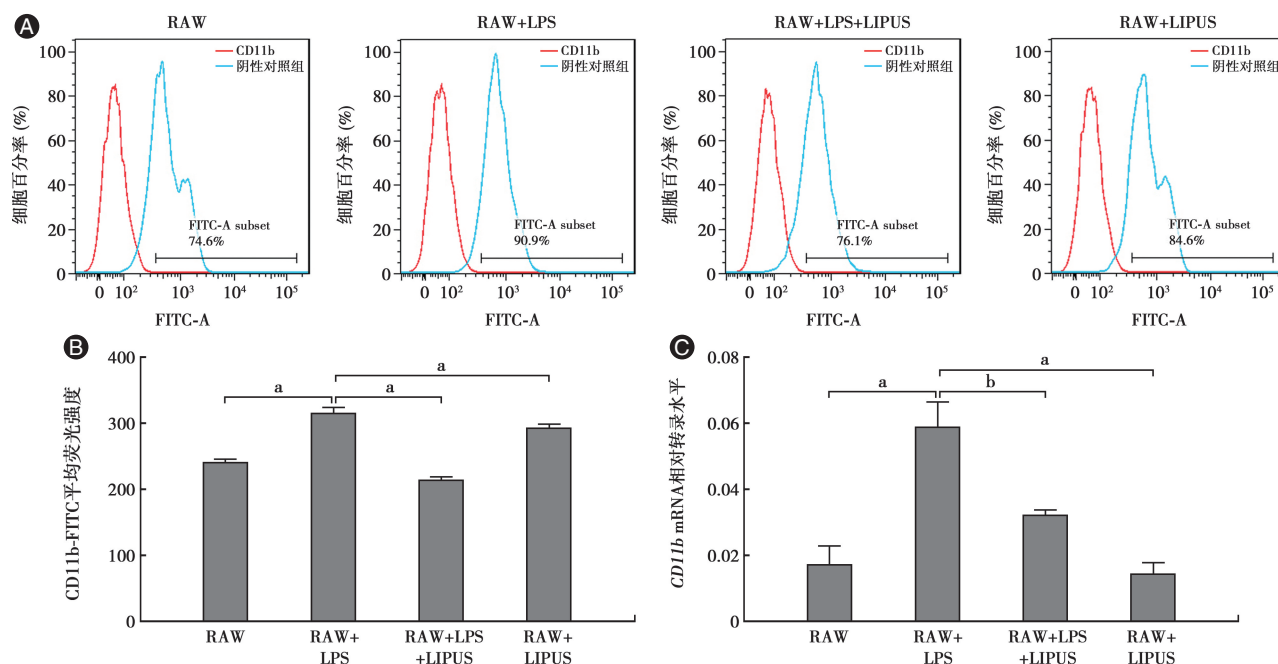 A
RAW
CD11b
阴性对照组
细胞百分率 (%)
100
80
60
40
20
0
FITC-A subset
74.6%
0 10² 10³ 10⁴ 10⁵
FITC-A
RAW+LPS
CD11b
阴性对照组
细胞百分率 (%)
100
80
60
40
20
0
FITC-A subset
90.9%
0 10² 10³ 10⁴ 10⁵
FITC-A
RAW+LPS+LIPUS
CD11b
阴性对照组
细胞百分率 (%)
100
80
60
40
20
0
FITC-A subset
76.1%
0 10² 10³ 10⁴ 10⁵
FITC-A
RAW+LIPUS
CD11b
阴性对照组
细胞百分率 (%)
100
80
60
40
20
0
FITC-A subset
84.6%
0 10² 10³ 10⁴ 10⁵
FITC-A
B
CD11b-FITC平均荧光强度
400
300
200
100
0
a
a
a
RAW
RAW+
LPS
RAW+LPS
+LIPUS
RAW+
LIPUS
C
CD11b mRNA相对转录水平
0.08
0.06
0.04
0.02
0
a
a
b
RAW
RAW+
LPS
RAW+LPS
+LIPUS
RAW+
LIPUS